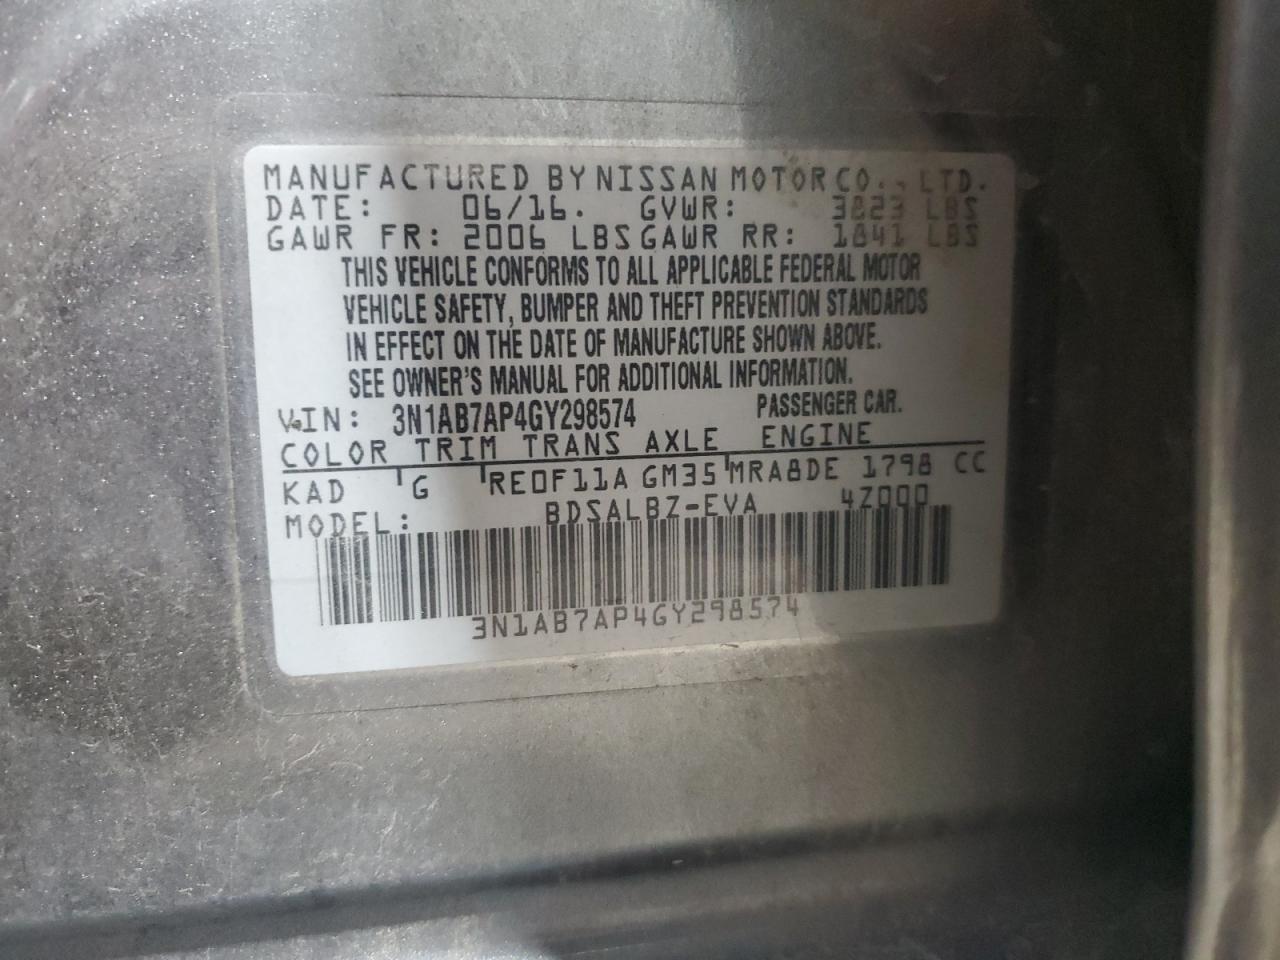 MANUFACTURED BY NISSAN MOTOR CO., LTD.
DATE: 06/16. GVWR: 3823 LBS
GAWR FR: 2006 LBS GAWR RR: 1841 LBS
THIS VEHICLE CONFORMS TO ALL APPLICABLE FEDERAL MOTOR
VEHICLE SAFETY, BUMPER AND THEFT PREVENTION STANDARDS
IN EFFECT ON THE DATE OF MANUFACTURE SHOWN ABOVE.
SEE OWNER'S MANUAL FOR ADDITIONAL INFORMATION.
VIN: 3N1AB7AP4GY298574 PASSENGER CAR.
COLOR TRIM TRANS AXLE ENGINE
KAD G RE0F11A GM35 MRA8DE 1798 CC
MODEL: BDSALBZ-EVA 4Z000
3N1AB7AP4GY298574